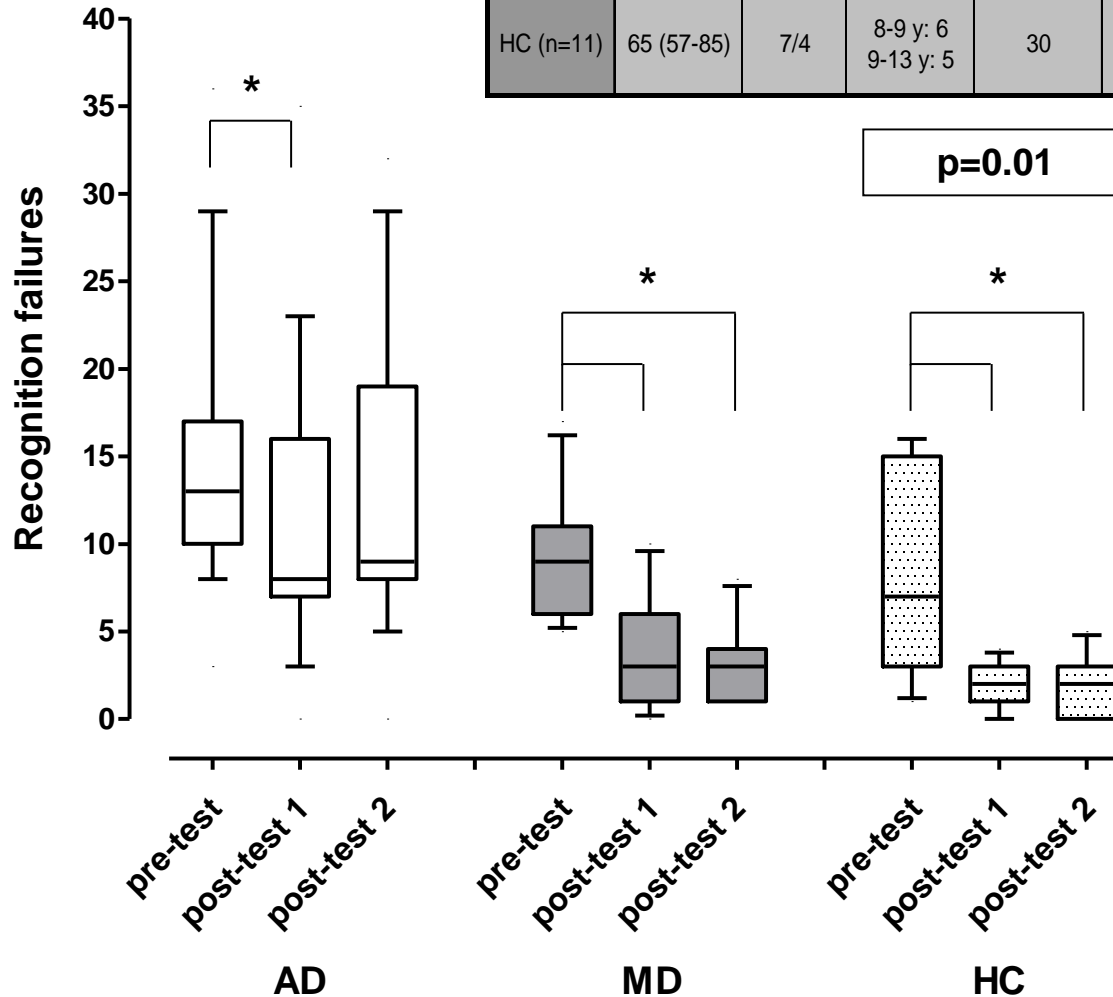 HC (n=11) 65 (57-85) 7/4 8-9 y: 6 30
9-13 y: 5
p=0.01
Recognition failures
40
35
30
25
20
15
10
5
0
*
*
*
pre-test
post-test 1
post-test 2
pre-test
post-test 1
post-test 2
pre-test
post-test 1
post-test 2
AD
MD
HC